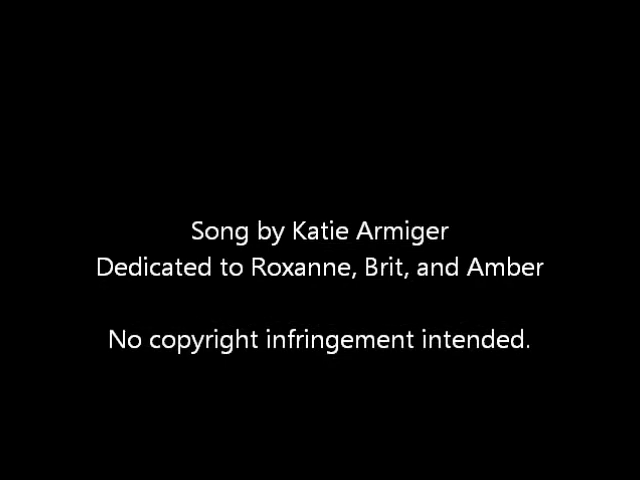 Song by Katie Armiger
Dedicated to Roxanne, Brit, and Amber
No copyright infringement intended.